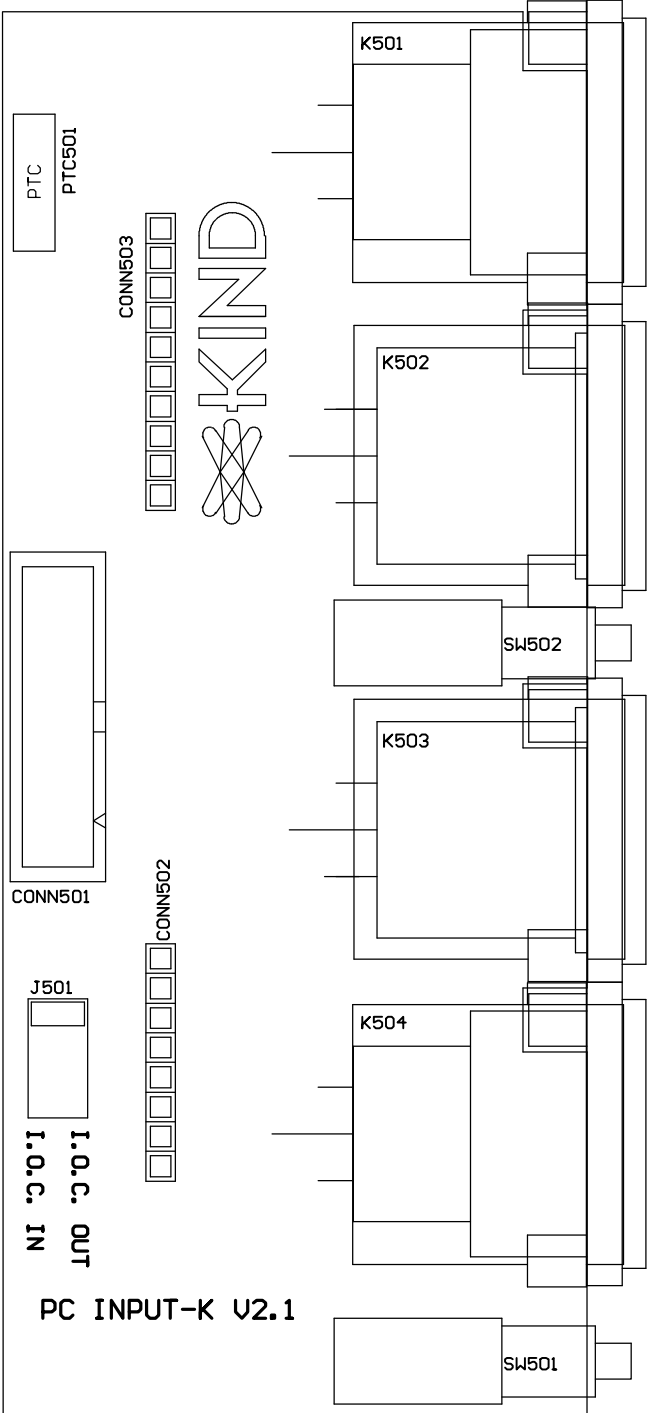 K501
PTC
PTC501
CONN503
KIND
K502
SW502
K503
CONN501
CONN502
J501
K504
I.O.C. IN
I.O.C. OUT
PC INPUT-K V2.1
SW501